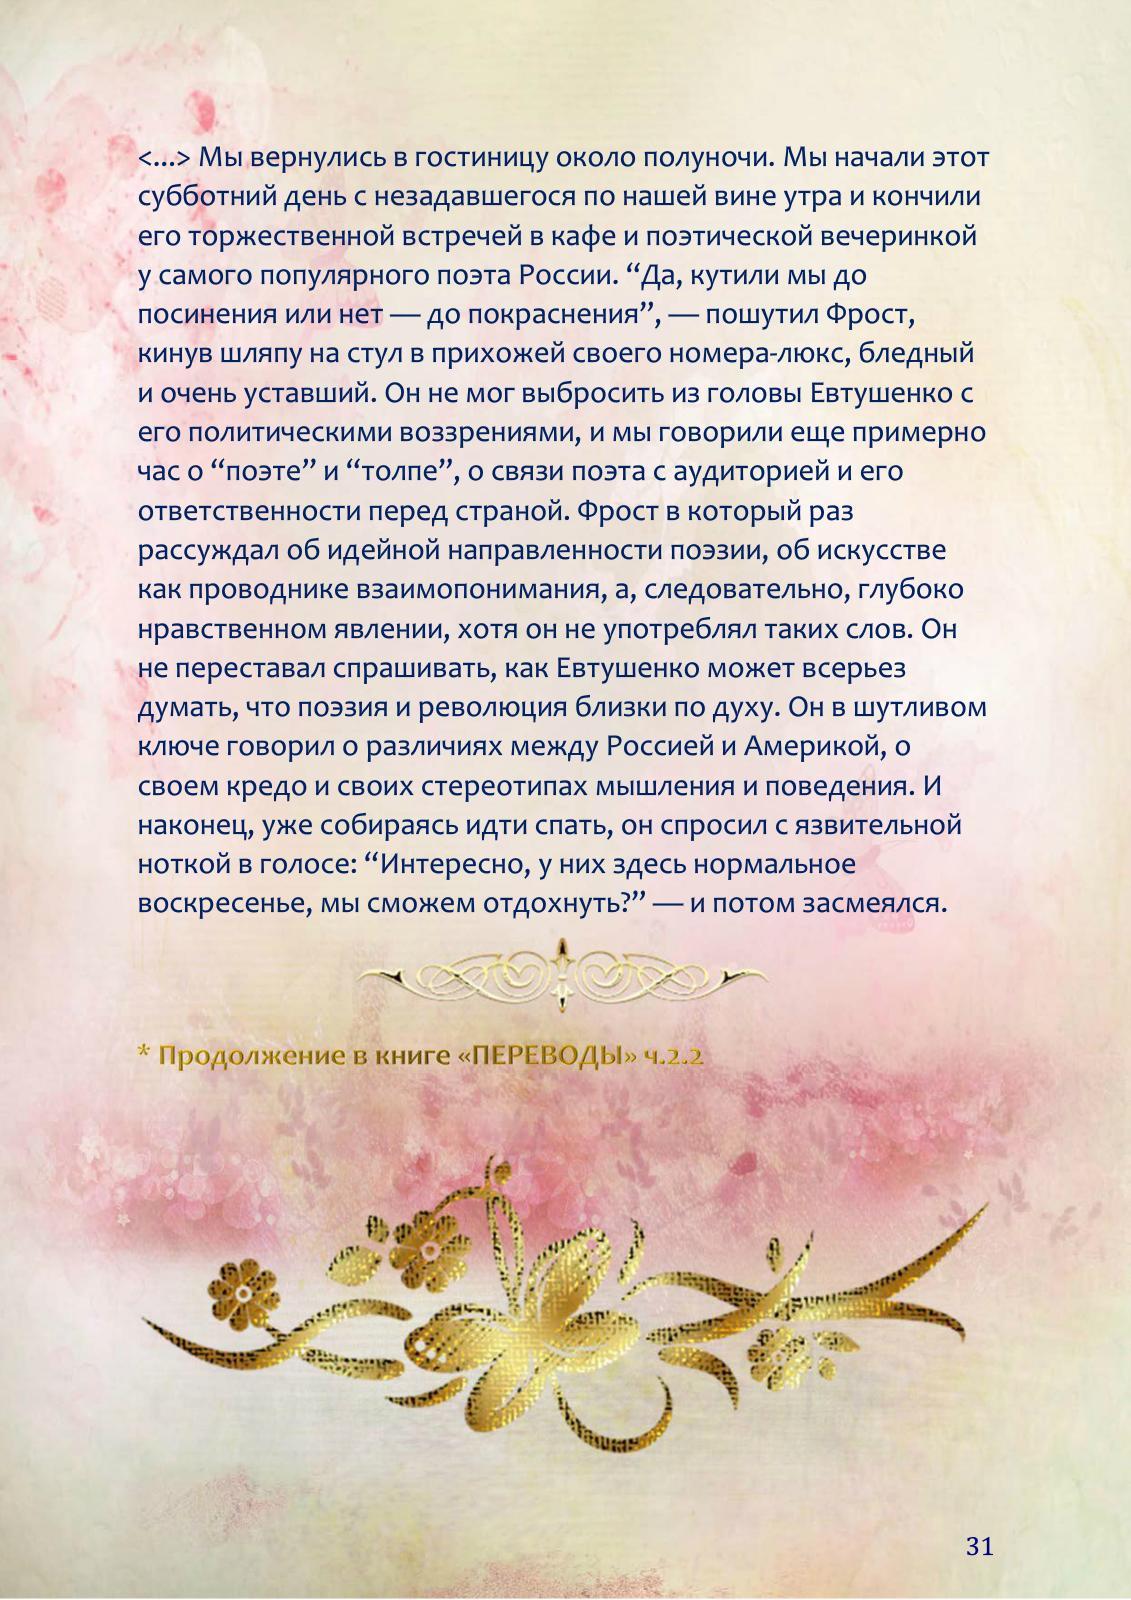 <...> Мы вернулись в гостиницу около полуночи. Мы начали этот
субботний день с незадавшегося по нашей вине утра и кончили
его торжественной встречей в кафе и поэтической вечеринкой
у самого популярного поэта России. “Да, кутили мы до
посинения или нет — до покраснения”, — пошутил Фрост,
кинув шляпу на стул в прихожей своего номера-люкс, бледный
и очень уставший. Он не мог выбросить из головы Евтушенко с
его политическими воззрениями, и мы говорили еще примерно
час о “поэте” и “толпе”, о связи поэта с аудиторией и его
ответственности перед страной. Фрост в который раз
рассуждал об идейной направленности поэзии, об искусстве
как проводнике взаимопонимания, а, следовательно, глубоко
нравственном явлении, хотя он не употреблял таких слов. Он
не переставал спрашивать, как Евтушенко может всерьез
думать, что поэзия и революция близки по духу. Он в шутливом
ключе говорил о различиях между Россией и Америкой, о
своем кредо и своих стереотипах мышления и поведения. И
наконец, уже собираясь идти спать, он спросил с язвительной
ноткой в голосе: “Интересно, у них здесь нормальное
воскресенье, мы сможем отдохнуть?” — и потом засмеялся.
* Продолжение в книге «ПЕРЕВОДЫ» ч.2.2
31